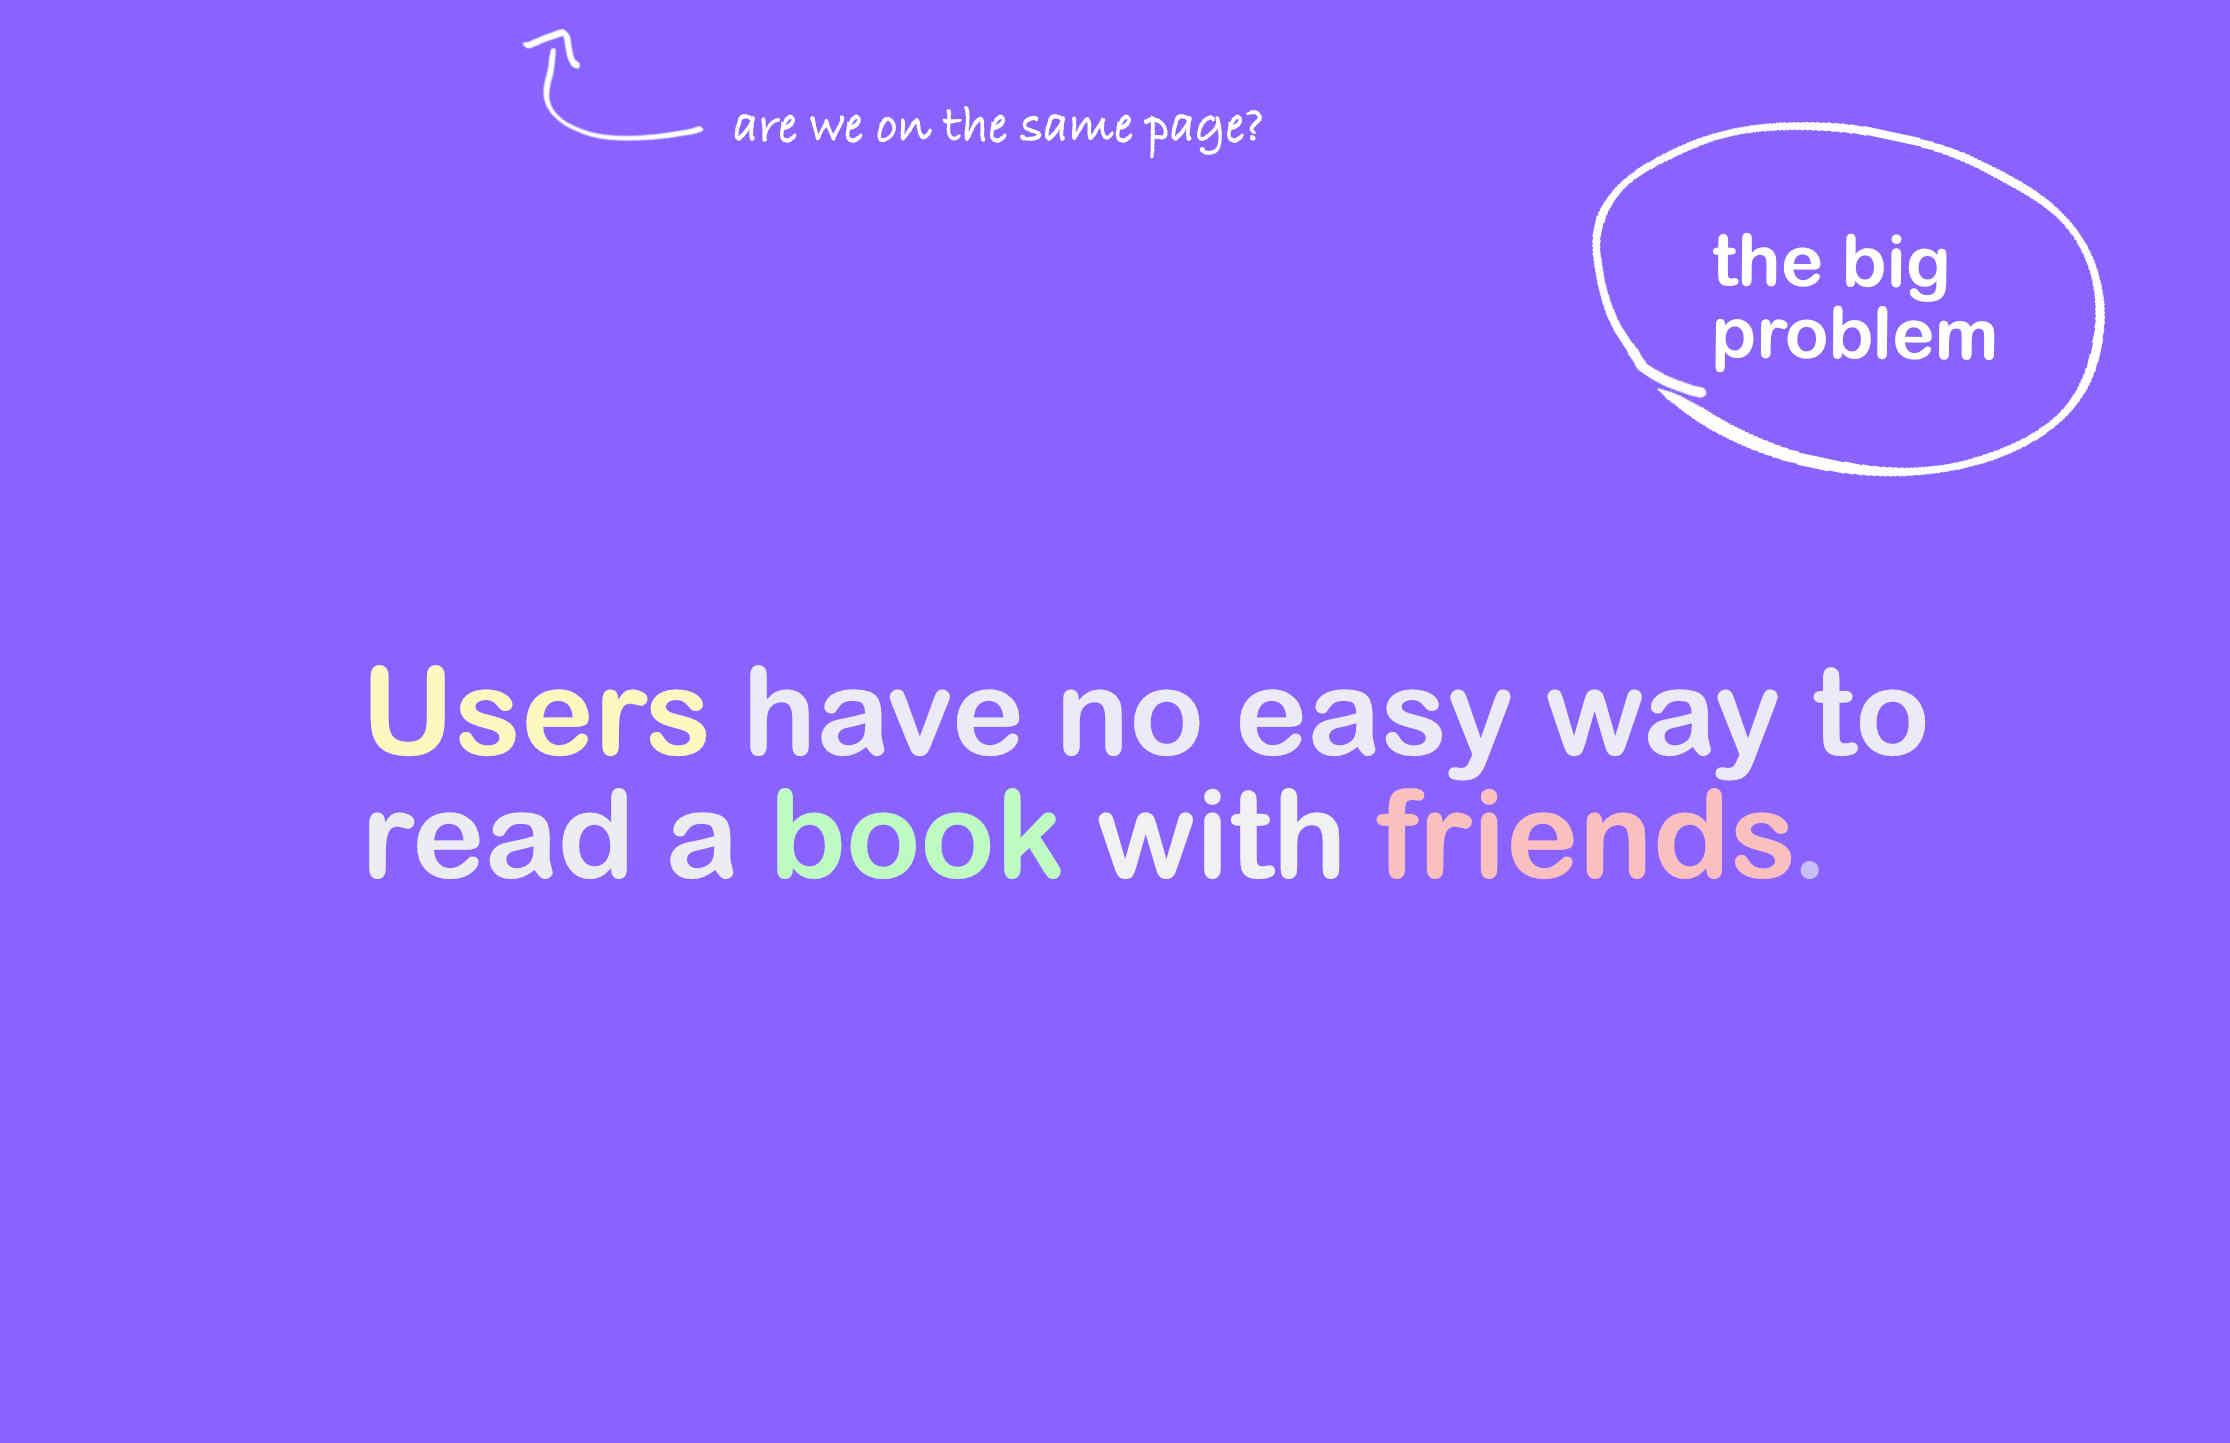 are we on the same page?
the big
problem
Users have no easy way to
read a book with friends.